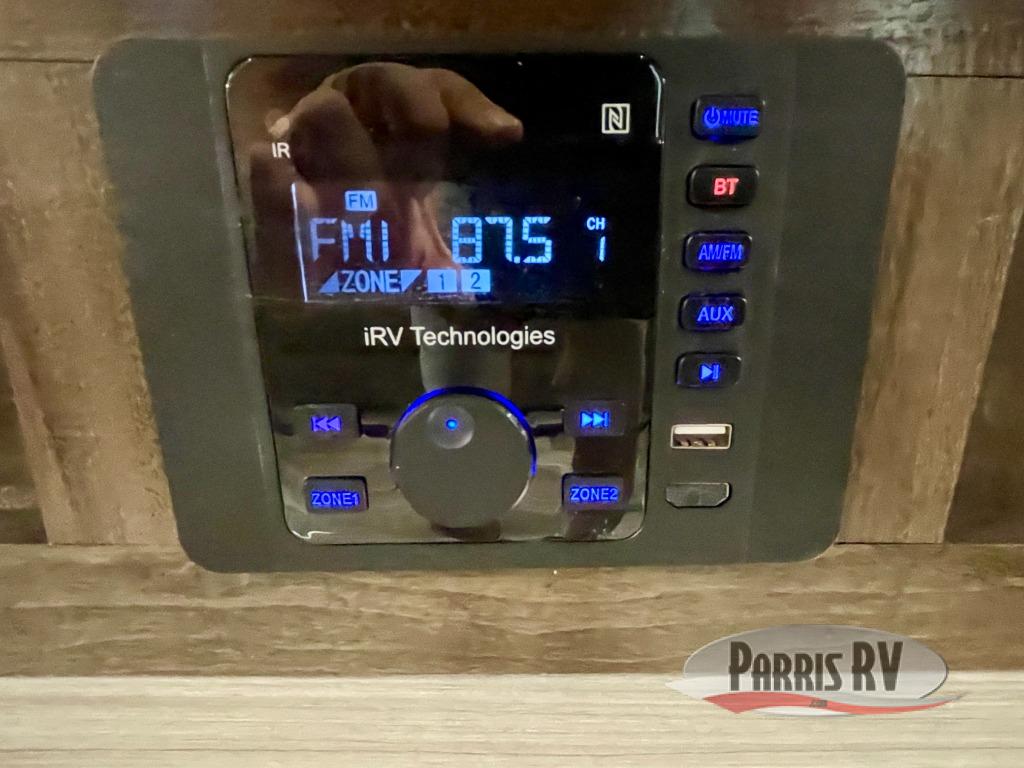 MUTE
IR
BT
FM
FM1 87.5 CH 1
AM/FM
ZONE 1 2
AUX
iRV Technologies
ZONE1
ZONE2
PARRIS RV
.com